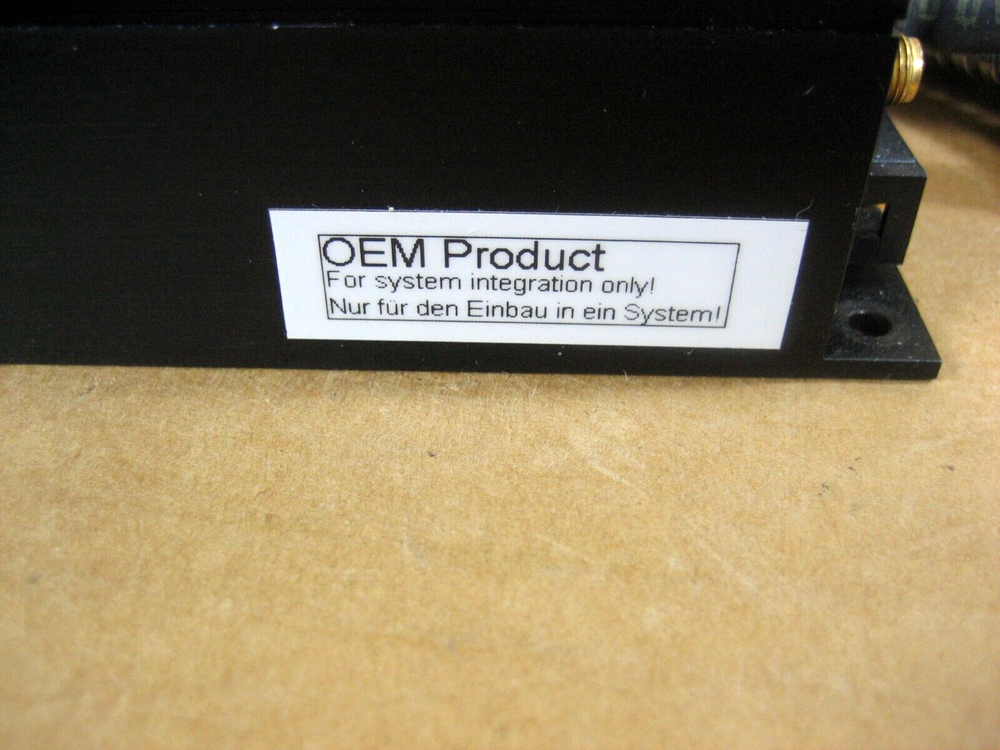 OEM Product
For system integration only!
Nur für den Einbau in ein System!